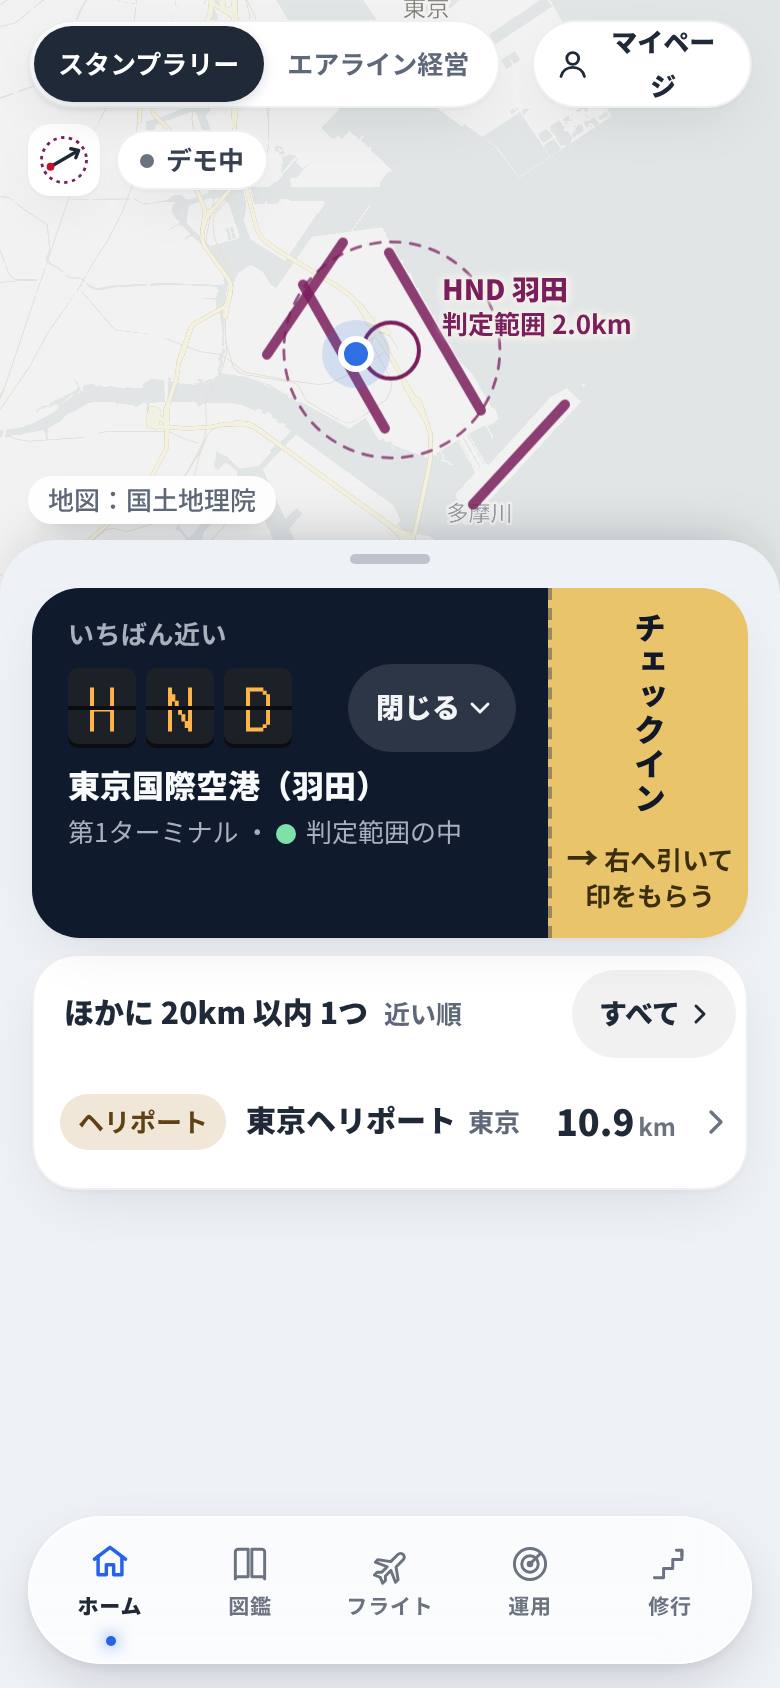 東京
スタンプラリー
エアライン経営
マイページ
デモ中
HND 羽田
判定範囲 2.0km
多摩川
地図：国土地理院
いちばん近い
HND
閉じる
東京国際空港（羽田）
第1ターミナル・判定範囲の中
チェックイン
→ 右へ引いて
印をもらう
ほかに 20km 以内 1つ 近い順
すべて
ヘリポート 東京ヘリポート 東京 10.9 km
ホーム
図鑑
フライト
運用
修行